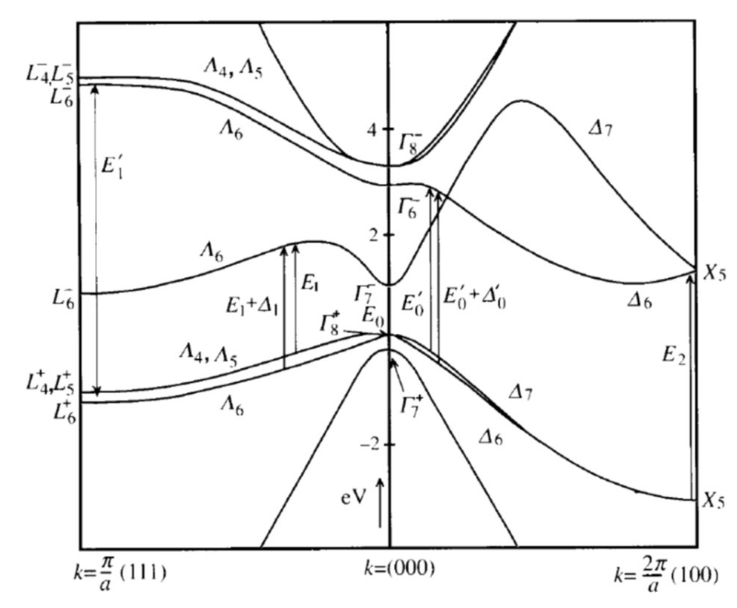 L₄⁻,L₅⁻
L₆⁻
Λ₄, Λ₅
Λ₆
4
Γ₈⁻
Δ₇
E₁′
Γ₆⁻
2
Λ₆
X₅
L₆⁻
E₁+Δ₁
E₁
Γ₇⁻
E₀′
E₀′+Δ₀′
Δ₆
Γ₈⁺
E₀
Λ₄, Λ₅
E₂
L₄⁺,L₅⁺
L₆⁺
Λ₆
Γ₇⁺
Δ₇
Δ₆
−2
eV
X₅
k=π/a (111)
k=(000)
k=2π/a (100)